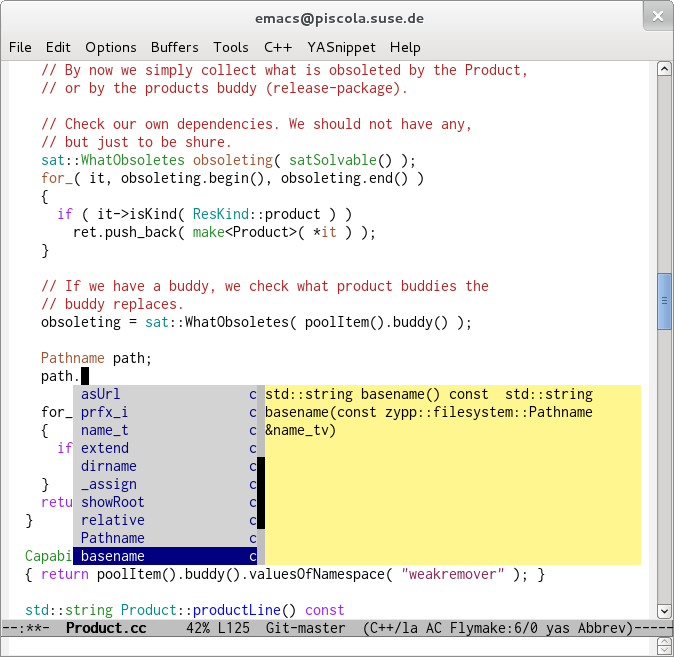 emacs@piscola.suse.de
File Edit Options Buffers Tools C++ YASnippet Help
// By now we simply collect what is obsoleted by the Product,
// or by the products buddy (release-package).
// Check our own dependencies. We should not have any,
// but just to be shure.
sat::WhatObsoletes obsoleting( satSolvable() );
for_( it, obsoleting.begin(), obsoleting.end() )
{
if ( it->isKind( ResKind::product ) )
ret.push_back( make<Product>( *it ) );
}
// If we have a buddy, we check what product buddies the
// buddy replaces.
obsoleting = sat::WhatObsoletes( poolItem().buddy() );
Pathname path;
path.
asUrl c std::string basename() const  std::string
for_ prfx_i c basename(const zypp::filesystem::Pathname
{ name_t c &name_tv)
if extend c
dirname c
} _assign c
retu showRoot c
} relative c
Pathname c
Capabi basename c
{ return poolItem().buddy().valuesOfNamespace( "weakremover" ); }
std::string Product::productLine() const
--:**-  Product.cc     42% L125  Git-master  (C++/la AC Flymake:6/0 yas Abbrev)-----